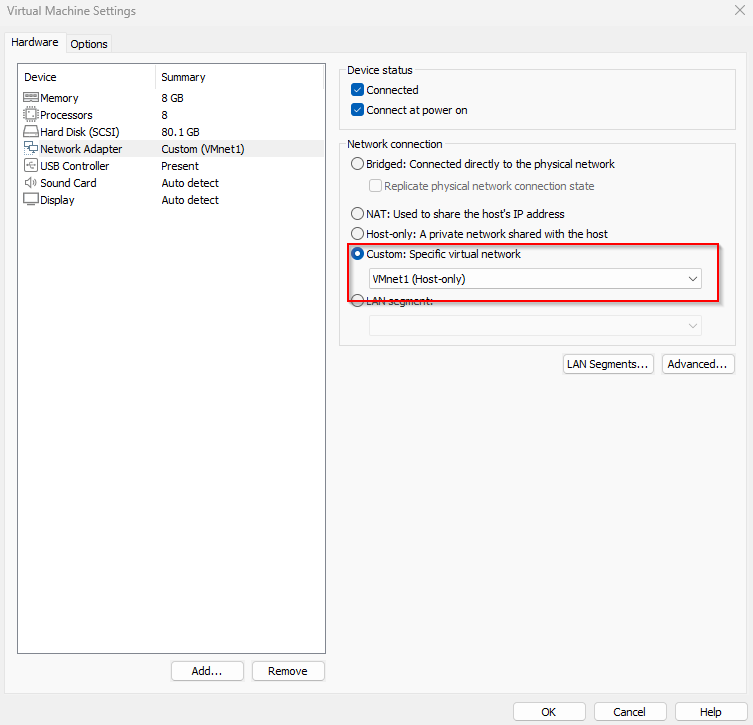 Virtual Machine Settings
Hardware Options
Device Summary
Memory 8 GB
Processors 8
Hard Disk (SCSI) 80.1 GB
Network Adapter Custom (VMnet1)
USB Controller Present
Sound Card Auto detect
Display Auto detect
Add... Remove
Device status
Connected
Connect at power on
Network connection
Bridged: Connected directly to the physical network
Replicate physical network connection state
NAT: Used to share the host's IP address
Host-only: A private network shared with the host
Custom: Specific virtual network
VMnet1 (Host-only)
LAN segment:
LAN Segments... Advanced...
OK Cancel Help